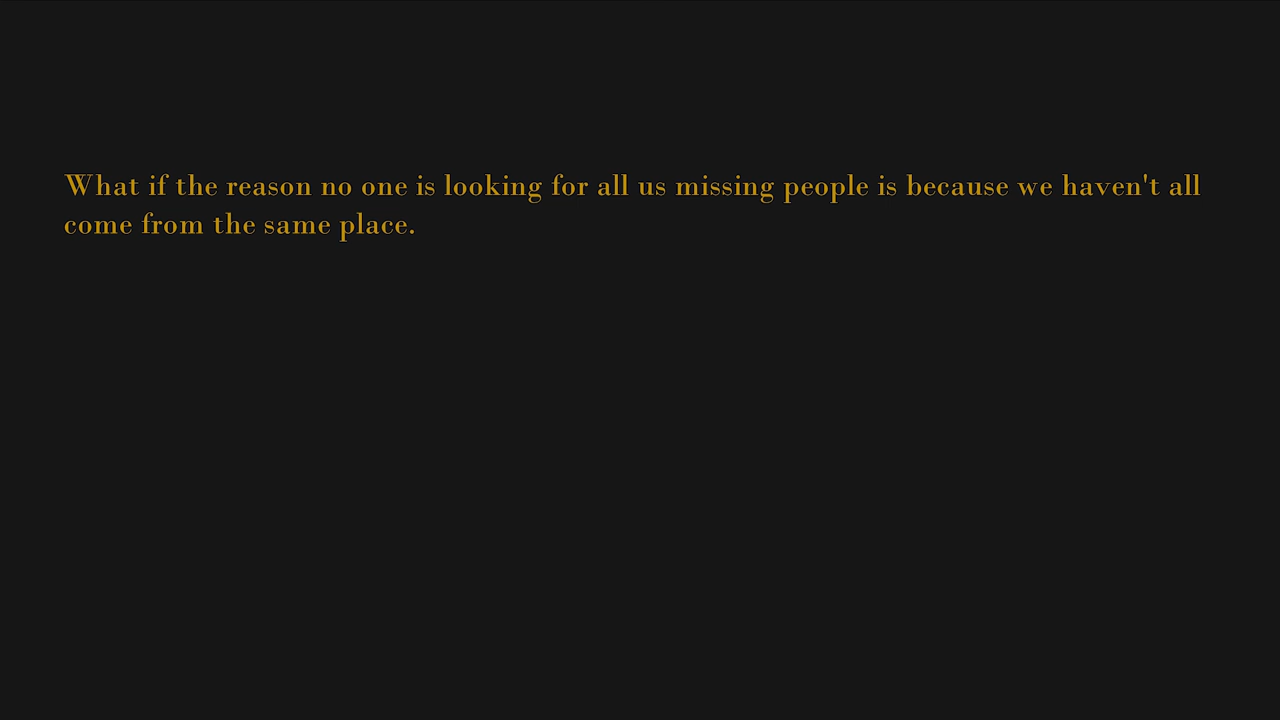 What if the reason no one is looking for all us missing people is because we haven't all
come from the same place.